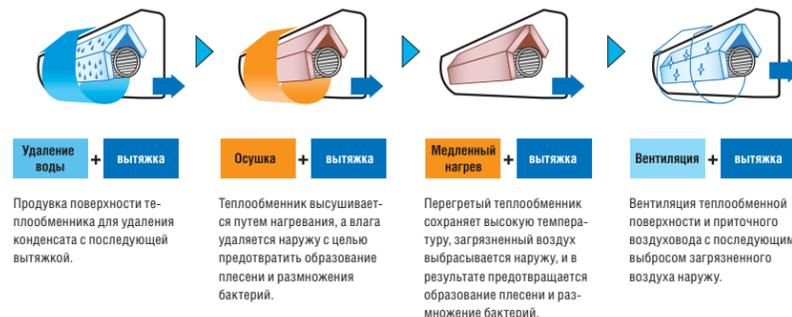 Удаление
воды
+
вытяжка
Продувка поверхности те-
плообменника для удаления
конденсата с последующей
вытяжкой.
Осушка
+
вытяжка
Теплообменник высушивает-
ся путем нагревания, а влага
удаляется наружу с целью
предотвратить образование
плесени и размножения
бактерий.
Медленный
нагрев
+
вытяжка
Перегретый теплообменник
сохраняет высокую темпера-
туру, загрязненный воздух
выбрасывается наружу, и в
результате предотвращается
образование плесени и раз-
множение бактерий.
Вентиляция
+
вытяжка
Вентиляция теплообменной
поверхности и приточного
воздуховода с последующим
выбросом загрязненного
воздуха наружу.